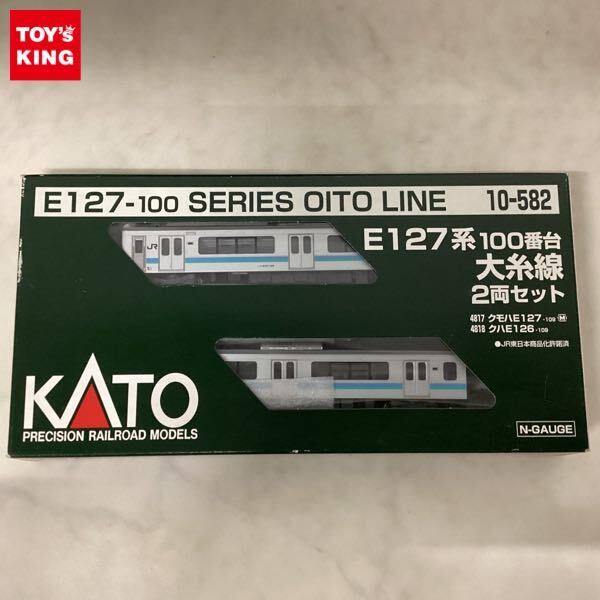 TOY'S
KING
E127-100 SERIES OITO LINE 10-582
E127系100番台
大糸線
2両セット
4817 クモハE127-109 M
4818 クハE126-109
●JR東日本商品化許諾済
JR
KATO
PRECISION RAILROAD MODELS
N-GAUGE